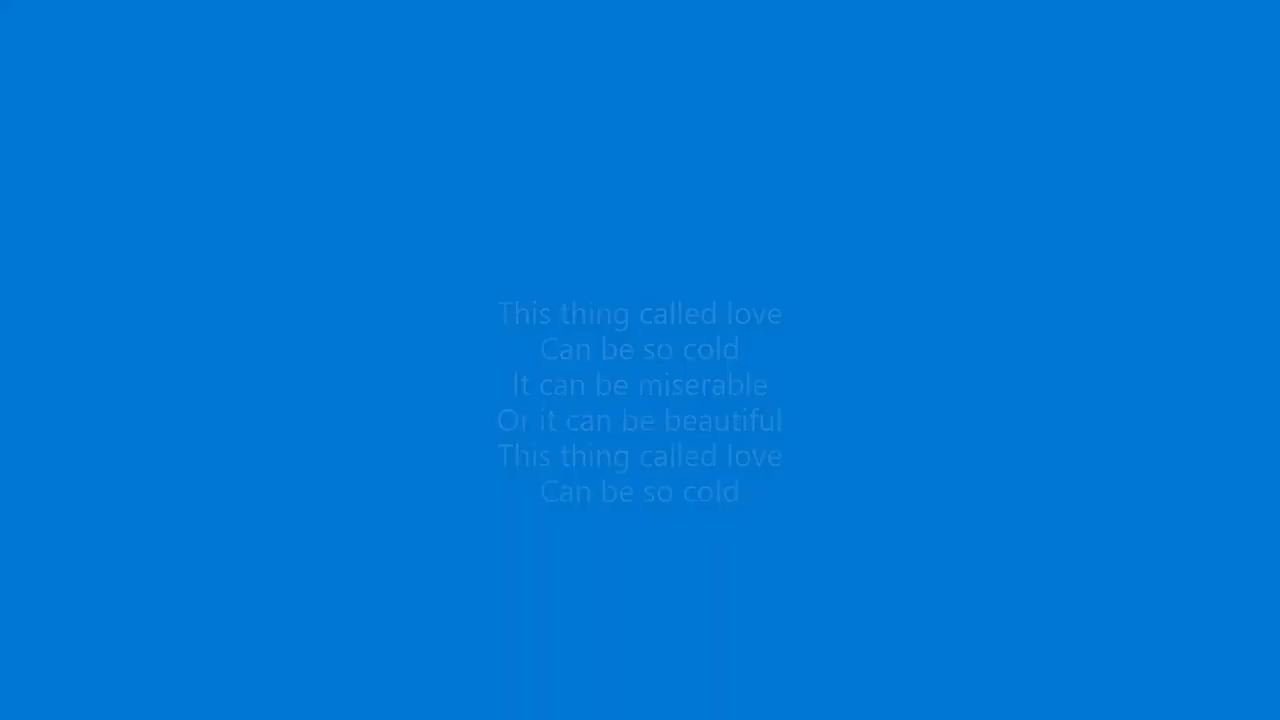 This thing called love
Can be so cold
It can be miserable
Or it can be beautiful
This thing called love
Can be so cold